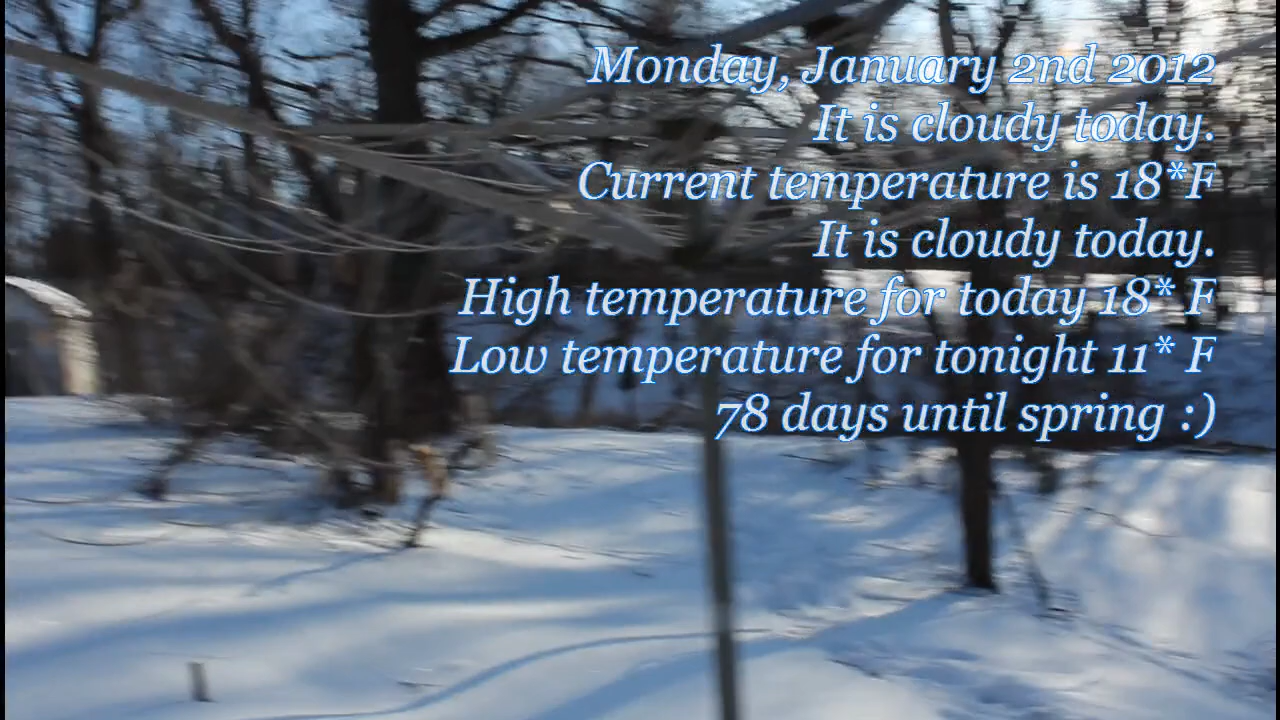 Monday, January 2nd 2012
It is cloudy today.
Current temperature is 18*F
It is cloudy today.
High temperature for today 18* F
Low temperature for tonight 11* F
78 days until spring :)